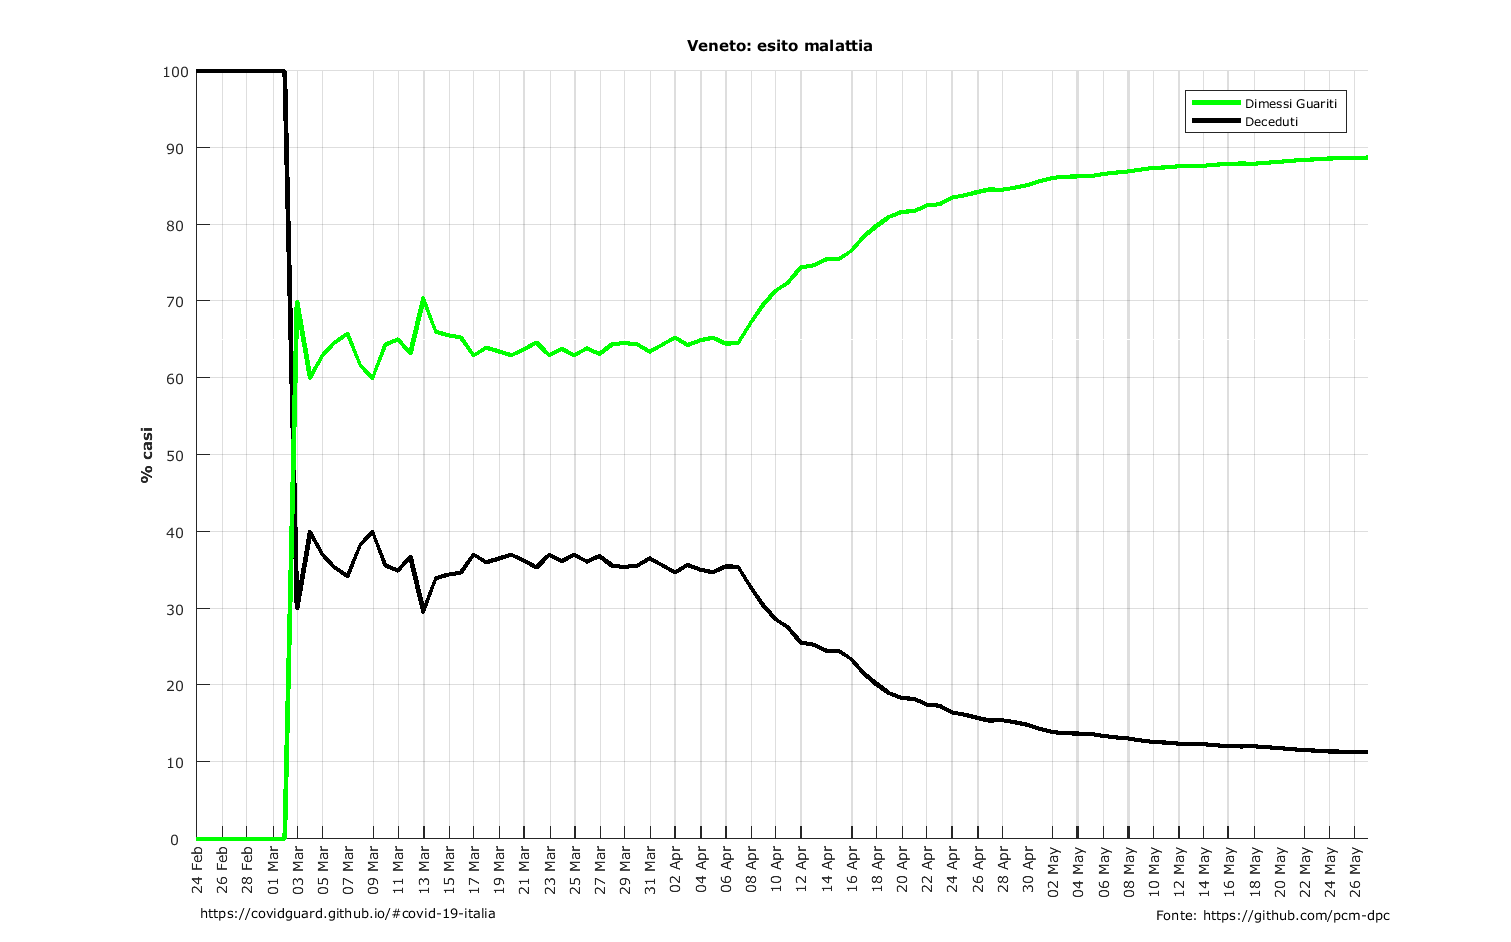 Veneto: esito malattia
Dimessi Guariti
Deceduti
% casi
100
90
80
70
60
50
40
30
20
10
0
24 Feb
26 Feb
28 Feb
01 Mar
03 Mar
05 Mar
07 Mar
09 Mar
11 Mar
13 Mar
15 Mar
17 Mar
19 Mar
21 Mar
23 Mar
25 Mar
27 Mar
29 Mar
31 Mar
02 Apr
04 Apr
06 Apr
08 Apr
10 Apr
12 Apr
14 Apr
16 Apr
18 Apr
20 Apr
22 Apr
24 Apr
26 Apr
28 Apr
30 Apr
02 May
04 May
06 May
08 May
10 May
12 May
14 May
16 May
18 May
20 May
22 May
24 May
26 May
https://covidguard.github.io/#covid-19-italia
Fonte: https://github.com/pcm-dpc